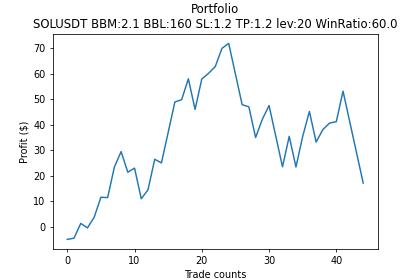 Portfolio
SOLUSDT BBM:2.1 BBL:160 SL:1.2 TP:1.2 lev:20 WinRatio:60.0
70
60
50
40
30
20
10
0
Profit ($)
0 10 20 30 40
Trade counts